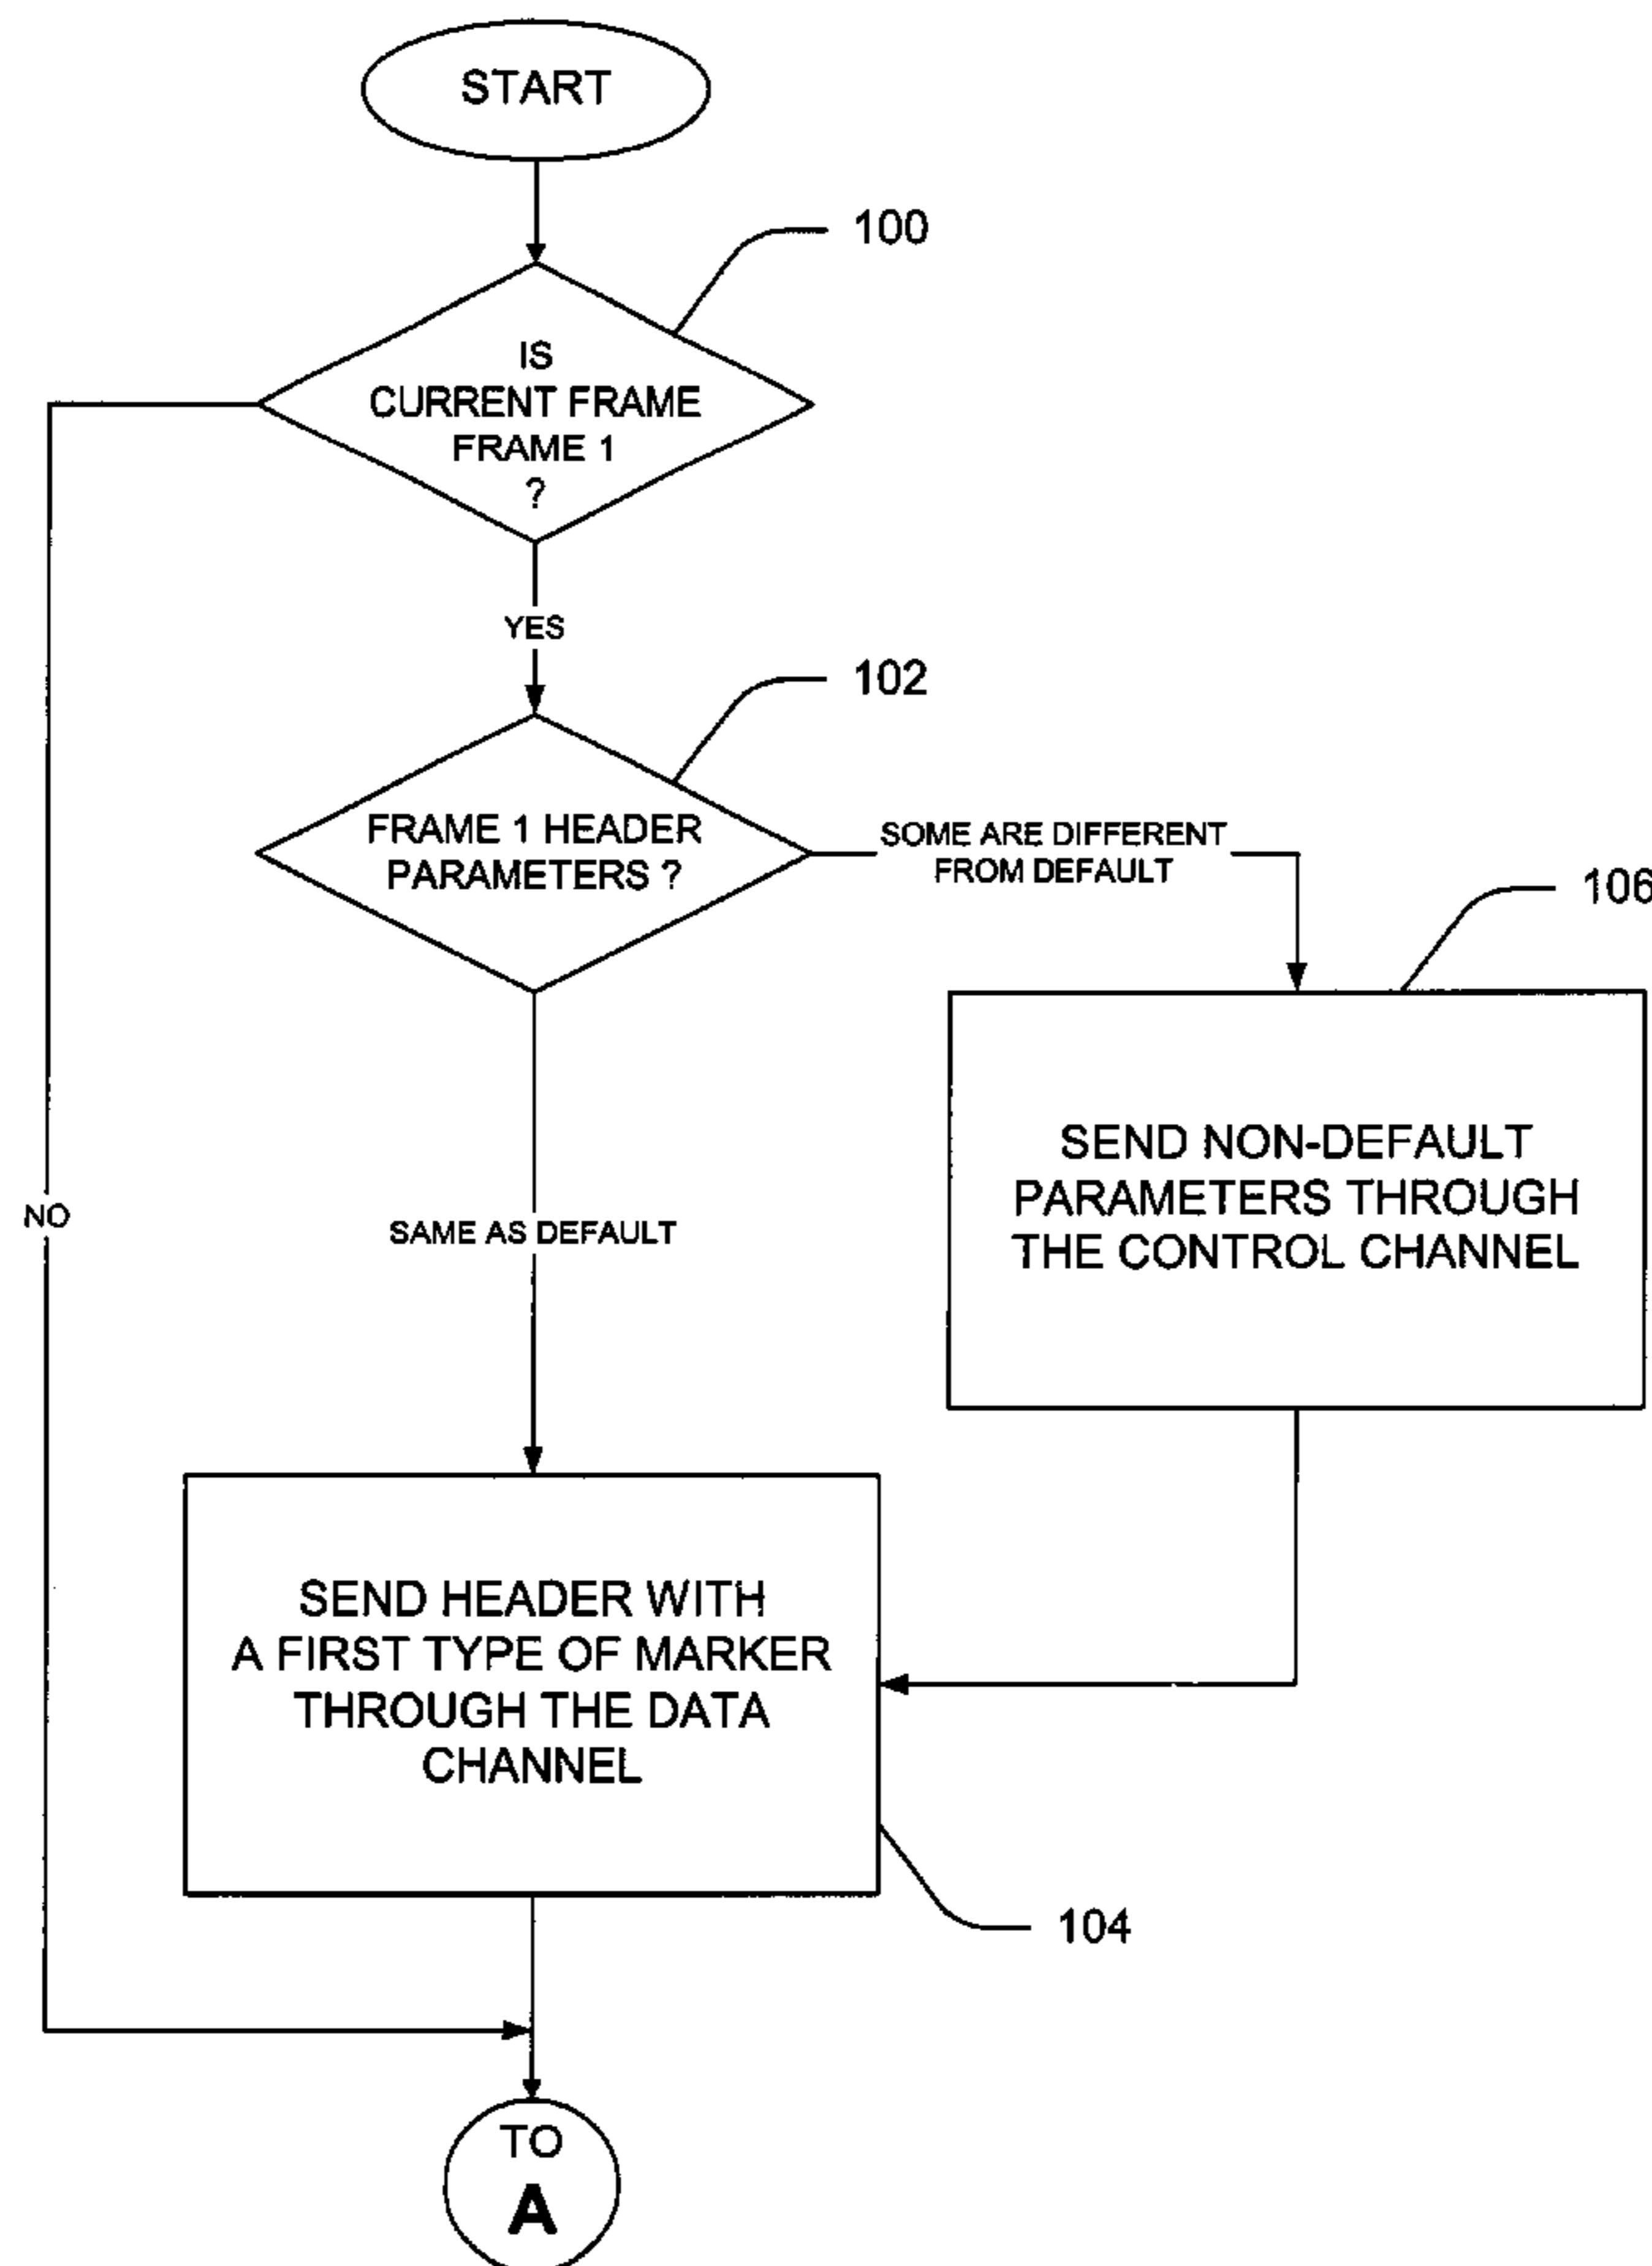 START
100
IS
CURRENT FRAME
FRAME 1
?
YES
102
FRAME 1 HEADER
PARAMETERS ?
SOME ARE DIFFERENT
FROM DEFAULT
106
SEND NON-DEFAULT
PARAMETERS THROUGH
THE CONTROL CHANNEL
NO
SAME AS DEFAULT
SEND HEADER WITH
A FIRST TYPE OF MARKER
THROUGH THE DATA
CHANNEL
104
TO
A